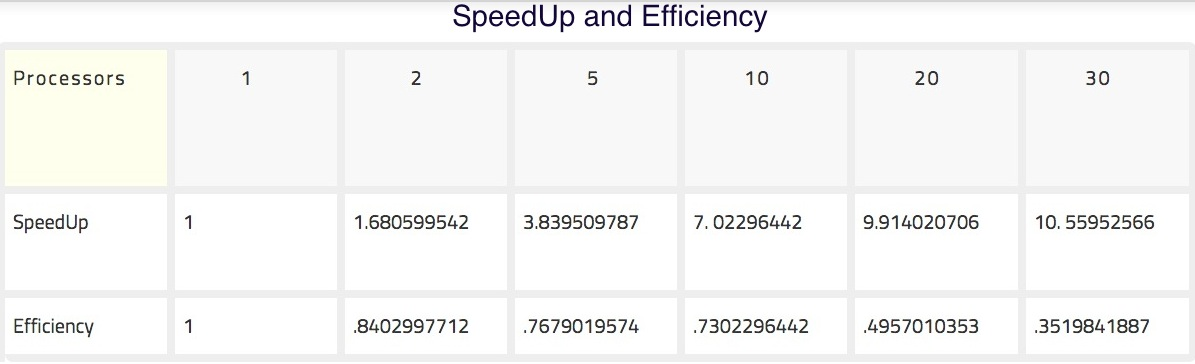 SpeedUp and Efficiency
Processors 1 2 5 10 20 30
SpeedUp 1 1.680599542 3.839509787 7. 02296442 9.914020706 10. 55952566
Efficiency 1 .8402997712 .7679019574 .7302296442 .4957010353 .3519841887